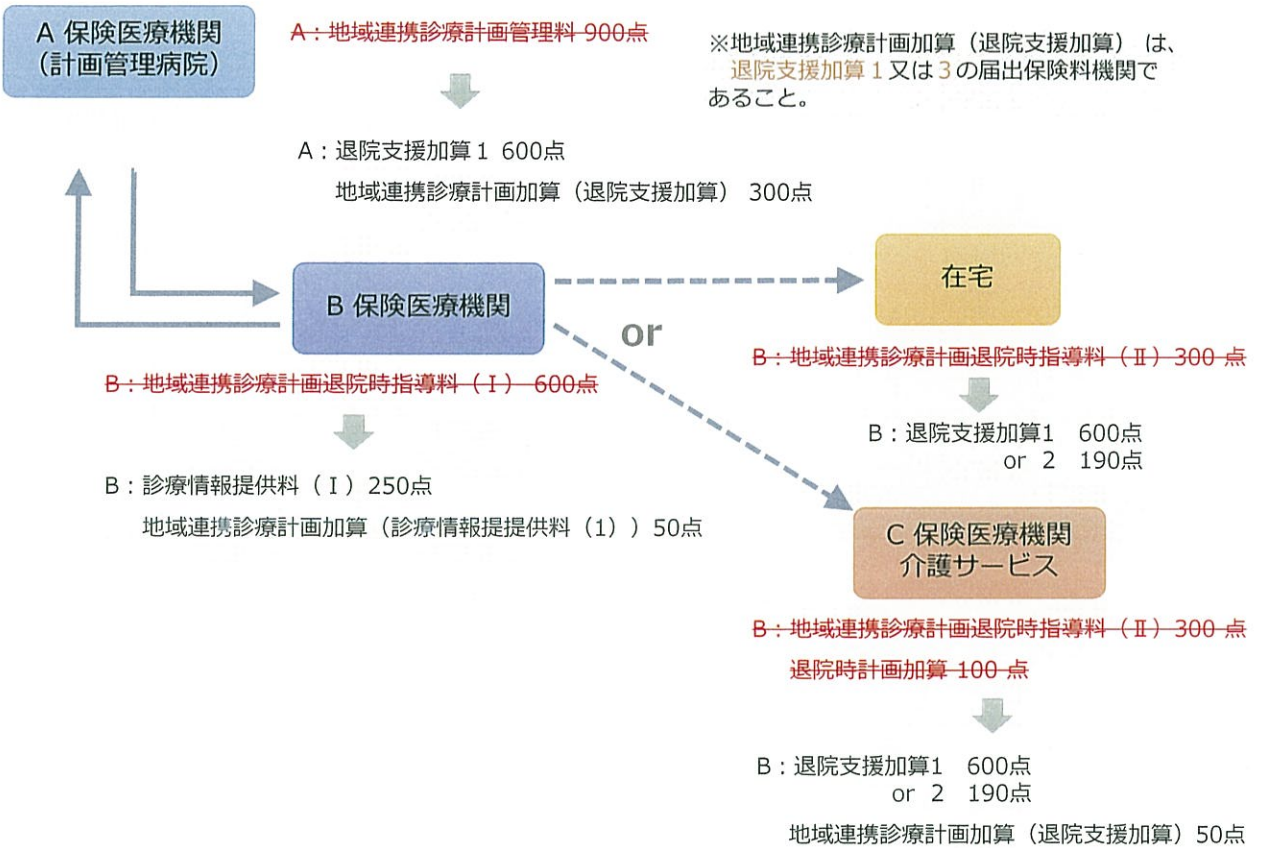 A 保険医療機関
（計画管理病院）
A：地域連携診療計画管理料 900点
※地域連携診療計画加算（退院支援加算）は、
退院支援加算１又は３の届出保険料機関で
あること。
A：退院支援加算１ 600点
地域連携診療計画加算（退院支援加算） 300点
B 保険医療機関
or
在宅
B：地域連携診療計画退院時指導料（Ⅰ） 600点
B：地域連携診療計画退院時指導料（Ⅱ）300 点
B：退院支援加算1 600点
or 2 190点
B：診療情報提供料（Ⅰ）250点
地域連携診療計画加算（診療情報提提供料（1））50点
C 保険医療機関
介護サービス
B：地域連携診療計画退院時指導料（Ⅱ）300 点
退院時計画加算 100 点
B：退院支援加算1 600点
or 2 190点
地域連携診療計画加算（退院支援加算）50点